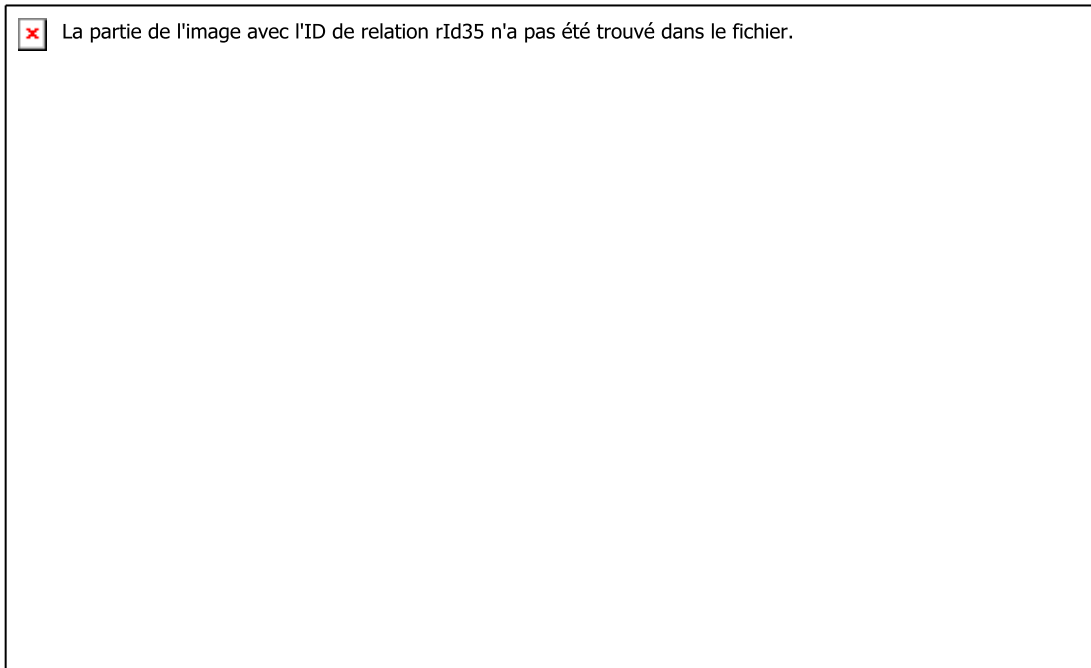 La partie de l'image avec l'ID de relation rId35 n'a pas été trouvé dans le fichier.